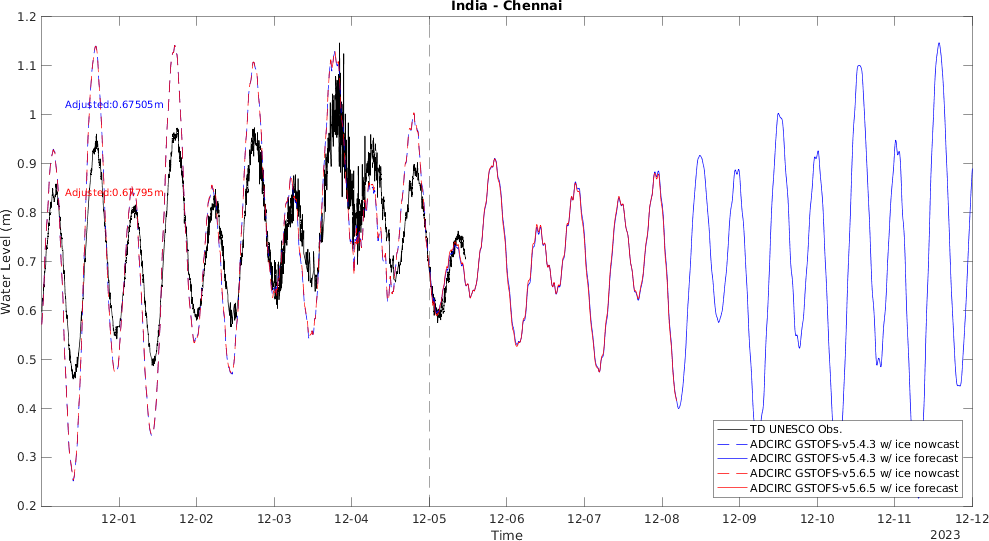 India - Chennai
1.2
1.1
1
0.9
0.8
0.7
0.6
0.5
0.4
0.3
0.2
Water Level (m)
Adjusted:0.67505m
Adjusted:0.67795m
TD UNESCO Obs.
ADCIRC GSTOFS-v5.4.3 w/ ice nowcast
ADCIRC GSTOFS-v5.4.3 w/ ice forecast
ADCIRC GSTOFS-v5.6.5 w/ ice nowcast
ADCIRC GSTOFS-v5.6.5 w/ ice forecast
12-01 12-02 12-03 12-04 12-05 12-06 12-07 12-08 12-09 12-10 12-11 12-12
Time
2023